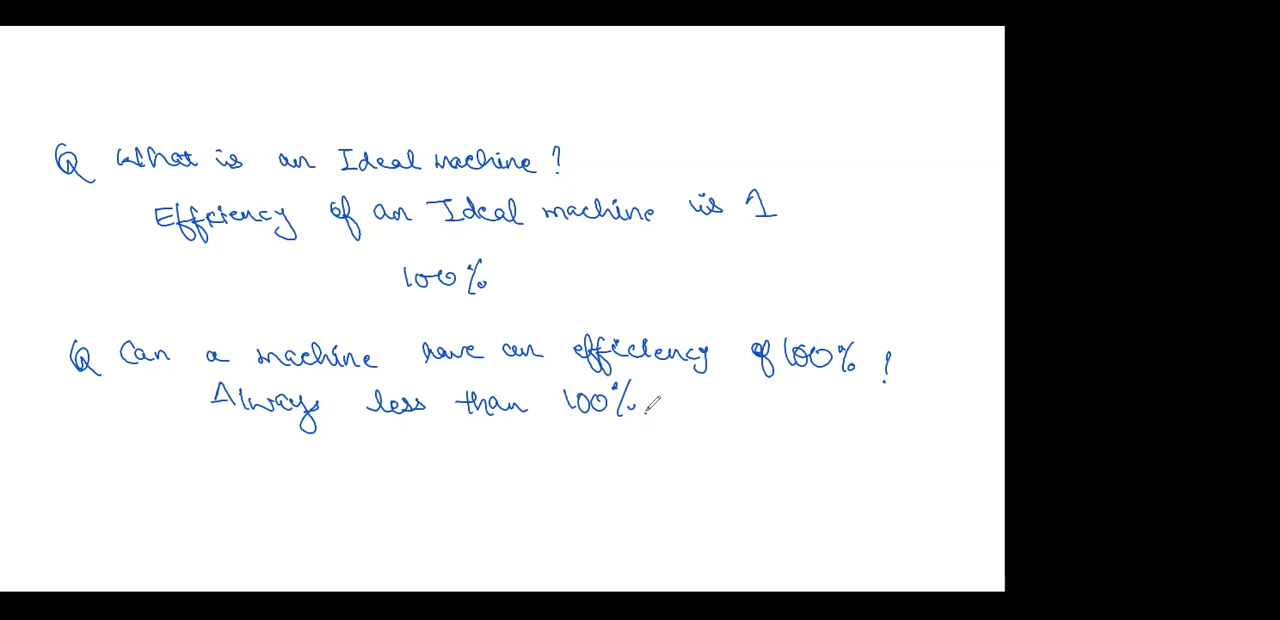 Q What is an Ideal machine ?
Efficiency of an Ideal machine is 1
100%
Q Can a machine have an efficiency of 100% ?
Always less than 100%.